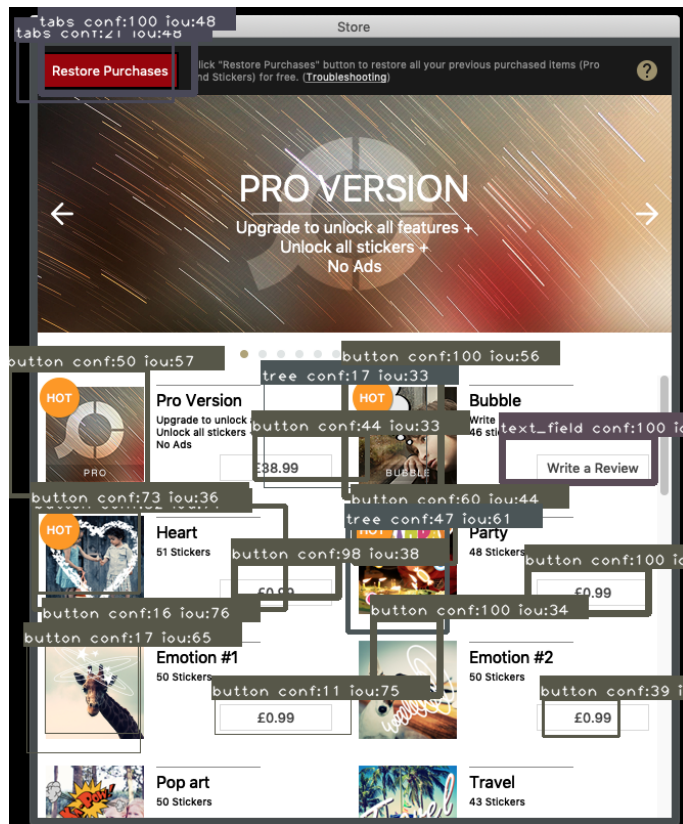 tabs conf:100 iou:48
tabs conf:21 iou:48
Store
Restore Purchases
lick "Restore Purchases" button to restore all your previous purchased items (Pro
nd Stickers) for free. (Troubleshooting)
?
PRO VERSION
Upgrade to unlock all features +
Unlock all stickers +
No Ads
button conf:50 iou:57
button conf:100 iou:56
tree conf:17 iou:33
HOT
Pro Version
Upgrade to unlock
Unlock all stickers
No Ads
PRO
button conf:44 iou:33
£38.99
HOT
BUBBLE
Bubble
Write
46 stic
text_field conf:100 io
Write a Review
button conf:73 iou:36
button conf:60 iou:44
HOT
Heart
51 Stickers
tree conf:47 iou:61
HOT
Party
48 Stickers
button conf:98 iou:38
£0.99
button conf:100 io
£0.99
button conf:16 iou:76
button conf:100 iou:34
button conf:17 iou:65
Emotion #1
50 Stickers
Emotion #2
50 Stickers
button conf:11 iou:75
£0.99
button conf:39 i
£0.99
Pop art
50 Stickers
Travel
43 Stickers